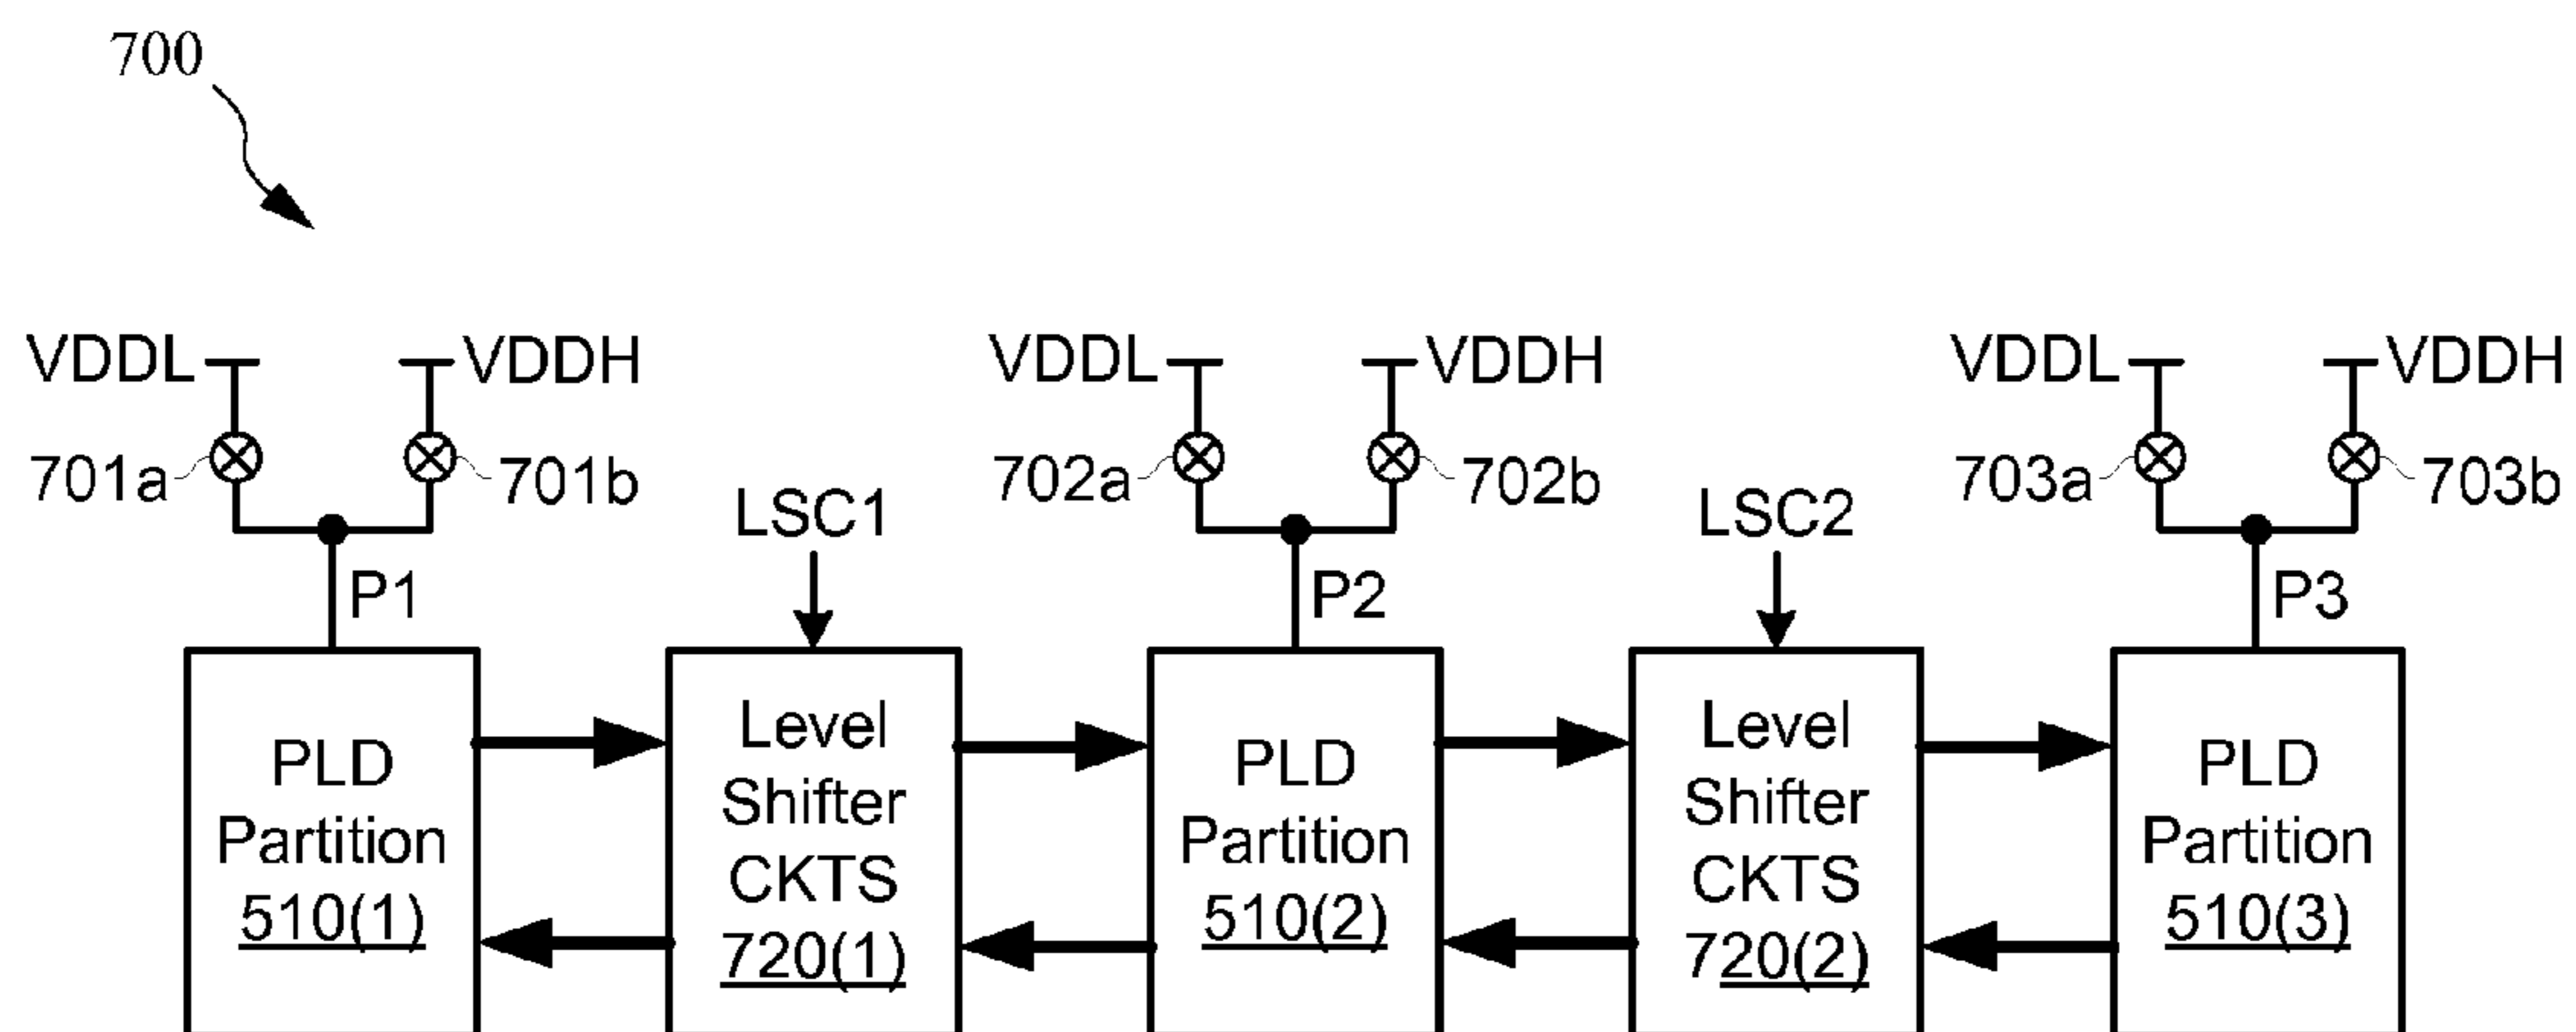 700
VDDL VDDH VDDL VDDH VDDL VDDH
701a 701b 702a 702b 703a 703b
LSC1 LSC2
P1 P2 P3
PLD
Partition
510(1)
Level
Shifter
CKTS
720(1)
PLD
Partition
510(2)
Level
Shifter
CKTS
720(2)
PLD
Partition
510(3)